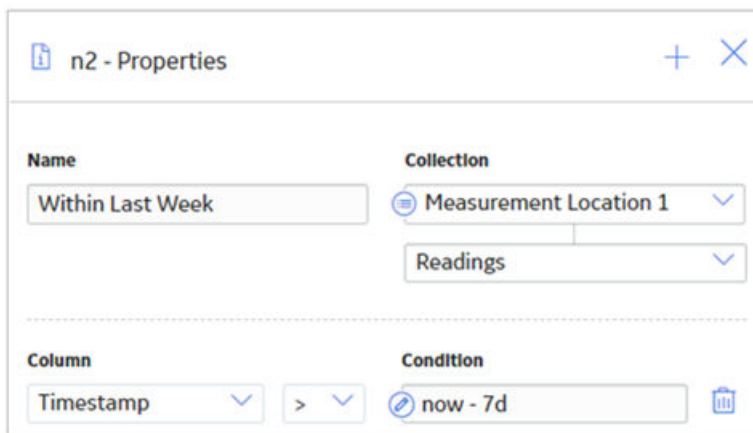 n2 - Properties
Name Collection
Within Last Week Measurement Location 1
Readings
Column Condition
Timestamp > now - 7d